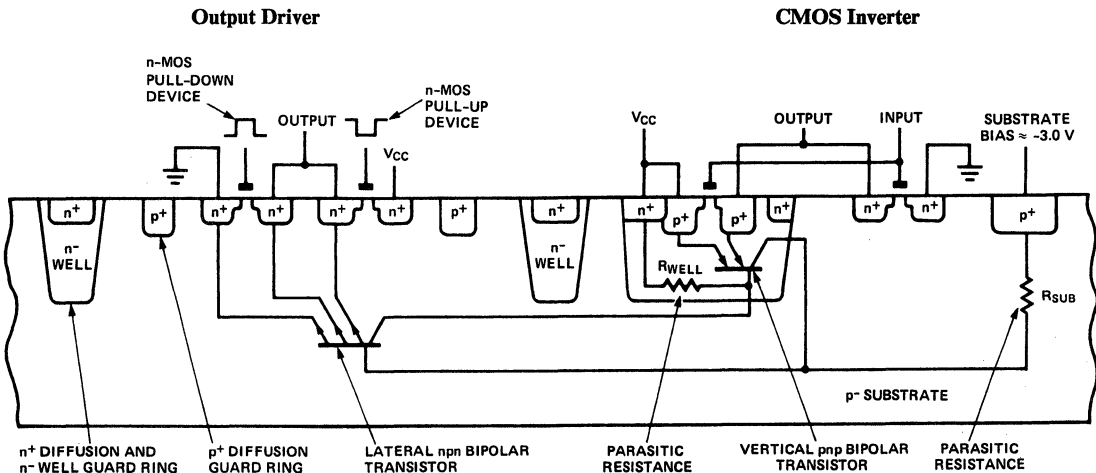 Output Driver
CMOS Inverter
n-MOS
PULL-DOWN
DEVICE
OUTPUT
n-MOS
PULL-UP
DEVICE
VCC
VCC
OUTPUT
INPUT
SUBSTRATE
BIAS ≈ -3.0 V
n+
p+
n+
n+
n+
n+
p+
n+
n+
p+
p+
n+
n+
n+
p+
n-
WELL
n-
WELL
RWELL
RSUB
p- SUBSTRATE
n+ DIFFUSION AND
n- WELL GUARD RING
p+ DIFFUSION
GUARD RING
LATERAL npn BIPOLAR
TRANSISTOR
PARASITIC
RESISTANCE
VERTICAL pnp BIPOLAR
TRANSISTOR
PARASITIC
RESISTANCE